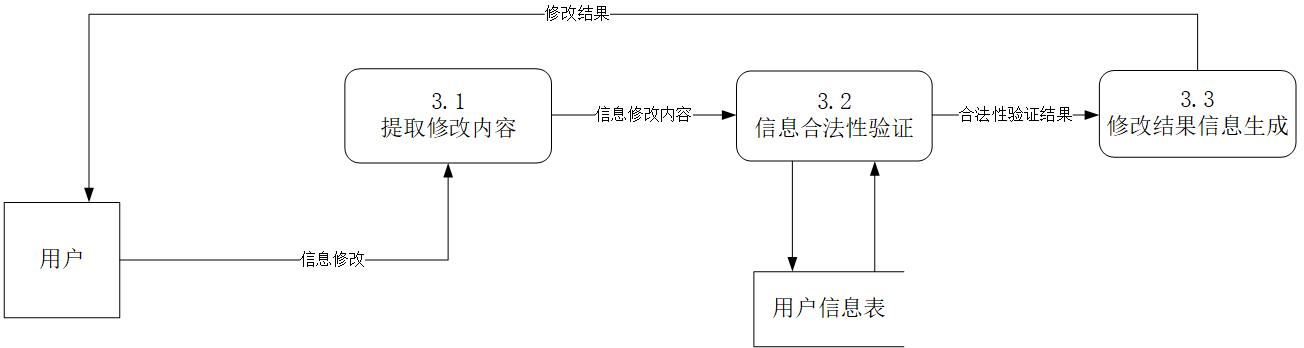 修改结果
3.1
提取修改内容
信息修改内容
3.2
信息合法性验证
合法性验证结果
3.3
修改结果信息生成
用户
信息修改
用户信息表